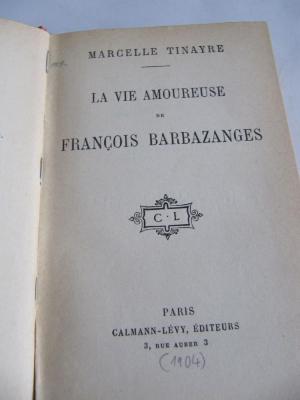 MARCELLE TINAYRE
LA VIE AMOUREUSE
DE
FRANÇOIS BARBAZANGES
C·L
PARIS
CALMANN-LÉVY, ÉDITEURS
3, RUE AUBER 3
(1904)